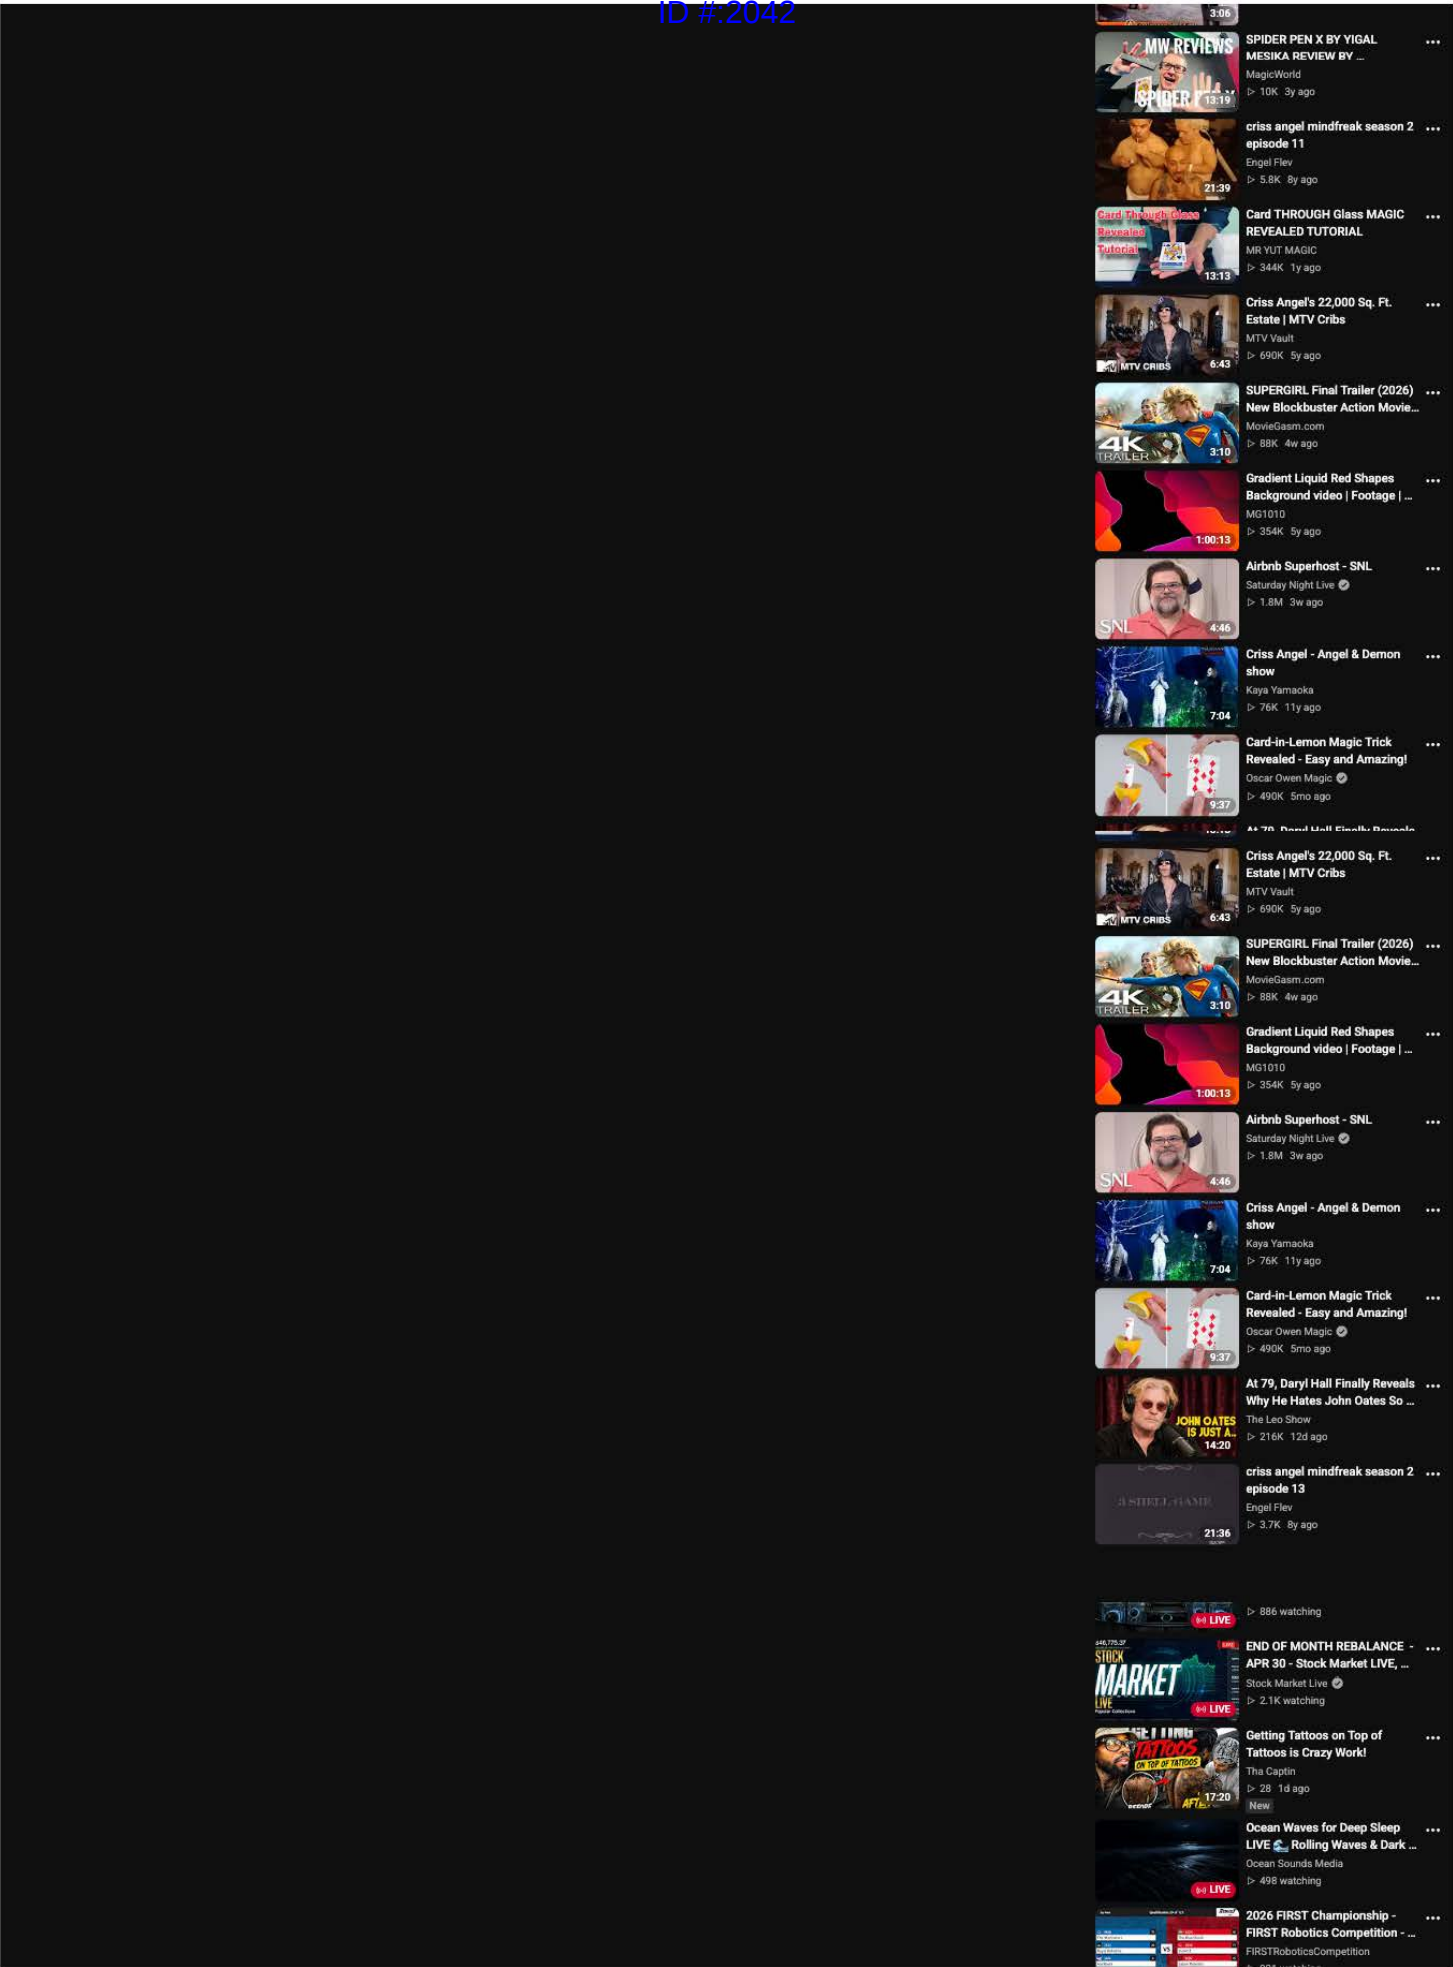 ID #:2042
3:06
MW REVIEWS
SPIDER PEN X
13:19
SPIDER PEN X BY YIGAL
MESIKA REVIEW BY ...
MagicWorld
10K 3y ago
21:39
criss angel mindfreak season 2
episode 11
Engel Flev
5.8K 8y ago
Card Through Glass
Revealed
Tutorial
13:13
Card THROUGH Glass MAGIC
REVEALED TUTORIAL
MR YUT MAGIC
344K 1y ago
MTV CRIBS
6:43
Criss Angel's 22,000 Sq. Ft.
Estate | MTV Cribs
MTV Vault
690K 5y ago
4K
TRAILER
3:10
SUPERGIRL Final Trailer (2026)
New Blockbuster Action Movie...
MovieGasm.com
88K 4w ago
1:00:13
Gradient Liquid Red Shapes
Background video | Footage | ...
MG1010
354K 5y ago
SNL
4:46
Airbnb Superhost - SNL
Saturday Night Live
1.8M 3w ago
7:04
Criss Angel - Angel & Demon
show
Kaya Yamaoka
76K 11y ago
9:37
Card-in-Lemon Magic Trick
Revealed - Easy and Amazing!
Oscar Owen Magic
490K 5mo ago
At 79, Daryl Hall Finally Reveals
MTV CRIBS
6:43
Criss Angel's 22,000 Sq. Ft.
Estate | MTV Cribs
MTV Vault
690K 5y ago
4K
TRAILER
3:10
SUPERGIRL Final Trailer (2026)
New Blockbuster Action Movie...
MovieGasm.com
88K 4w ago
1:00:13
Gradient Liquid Red Shapes
Background video | Footage | ...
MG1010
354K 5y ago
SNL
4:46
Airbnb Superhost - SNL
Saturday Night Live
1.8M 3w ago
7:04
Criss Angel - Angel & Demon
show
Kaya Yamaoka
76K 11y ago
9:37
Card-in-Lemon Magic Trick
Revealed - Easy and Amazing!
Oscar Owen Magic
490K 5mo ago
JOHN OATES
IS JUST A...
14:20
At 79, Daryl Hall Finally Reveals
Why He Hates John Oates So ...
The Leo Show
216K 12d ago
3 SHELL GAME
21:36
criss angel mindfreak season 2
episode 13
Engel Flev
3.7K 8y ago
LIVE
886 watching
STOCK
MARKET
LIVE
LIVE
END OF MONTH REBALANCE -
APR 30 - Stock Market LIVE, ...
Stock Market Live
2.1K watching
GETTING
TATTOOS
ON TOP OF TATTOOS
BEFORE
AFTER
17:20
Getting Tattoos on Top of
Tattoos is Crazy Work!
Tha Captin
28 1d ago
New
LIVE
Ocean Waves for Deep Sleep
LIVE 🌊 Rolling Waves & Dark ...
Ocean Sounds Media
498 watching
VS
2026 FIRST Championship -
FIRST Robotics Competition - ...
FIRSTRoboticsCompetition